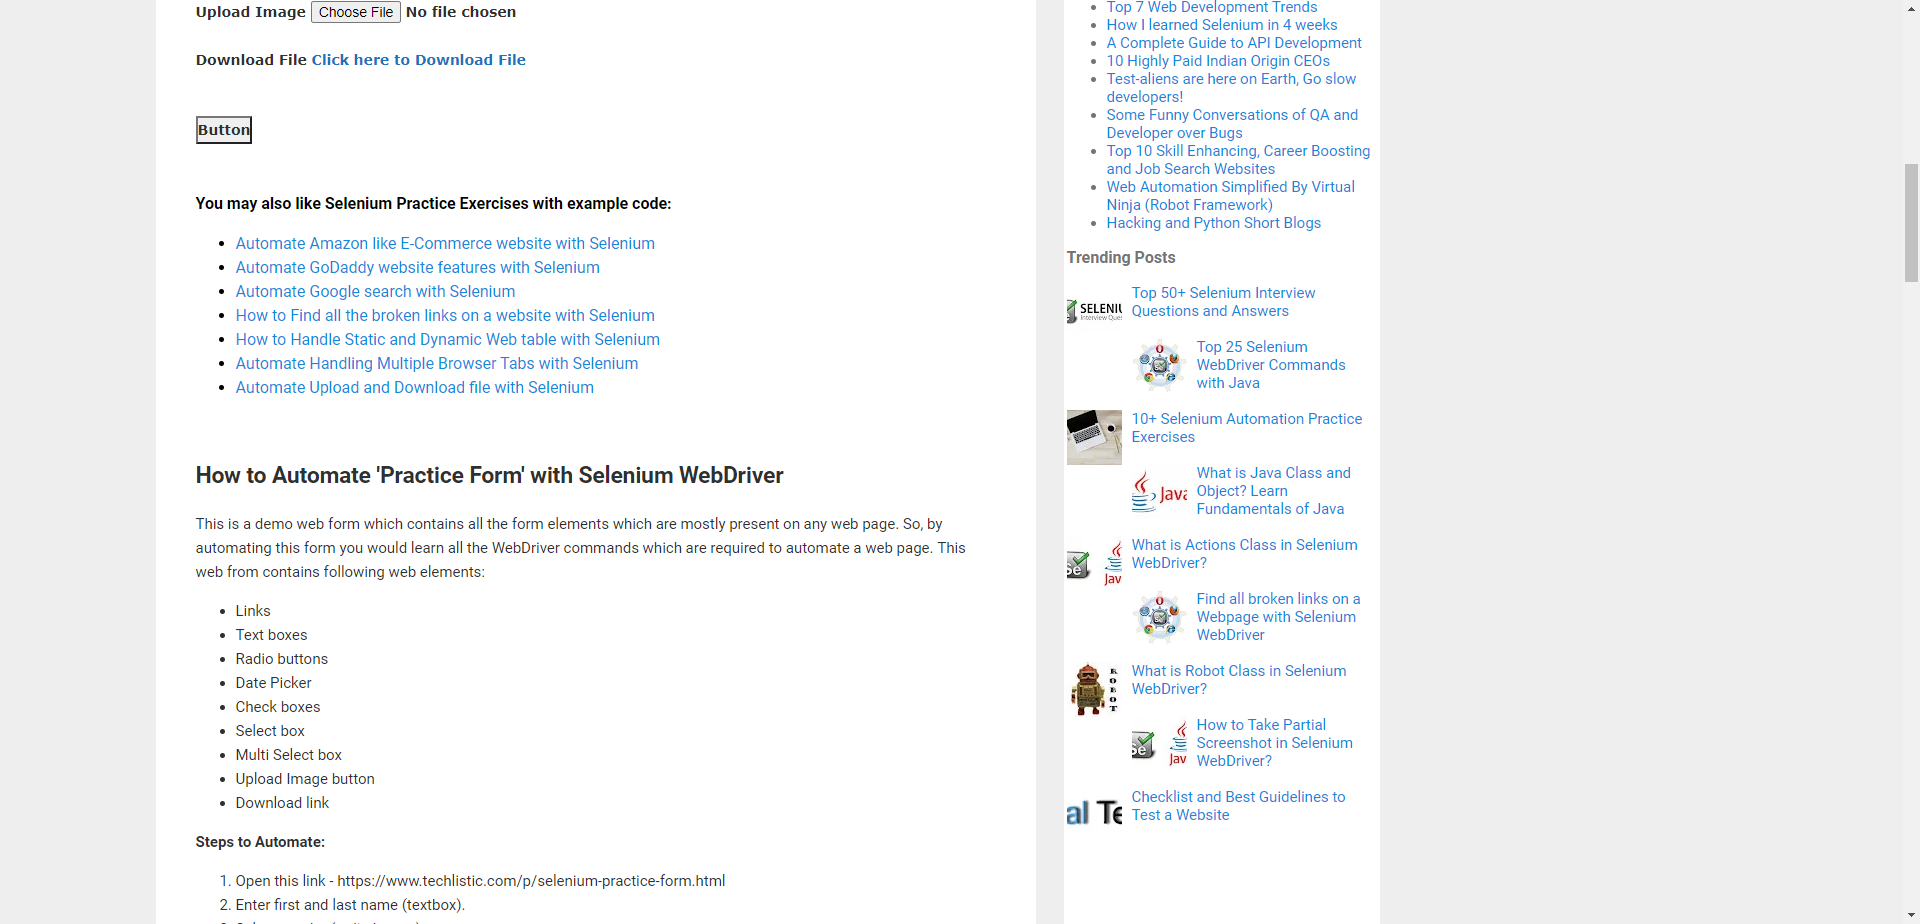 Upload Image Choose File No file chosen
Download File Click here to Download File
Button
You may also like Selenium Practice Exercises with example code:
Automate Amazon like E-Commerce website with Selenium
Automate GoDaddy website features with Selenium
Automate Google search with Selenium
How to Find all the broken links on a website with Selenium
How to Handle Static and Dynamic Web table with Selenium
Automate Handling Multiple Browser Tabs with Selenium
Automate Upload and Download file with Selenium
How to Automate 'Practice Form' with Selenium WebDriver
This is a demo web form which contains all the form elements which are mostly present on any web page. So, by
automating this form you would learn all the WebDriver commands which are required to automate a web page. This
web from contains following web elements:
Links
Text boxes
Radio buttons
Date Picker
Check boxes
Select box
Multi Select box
Upload Image button
Download link
Steps to Automate:
1. Open this link - https://www.techlistic.com/p/selenium-practice-form.html
2. Enter first and last name (textbox).
Top 7 Web Development Trends
How I learned Selenium in 4 weeks
A Complete Guide to API Development
10 Highly Paid Indian Origin CEOs
Test-aliens are here on Earth, Go slow
developers!
Some Funny Conversations of QA and
Developer over Bugs
Top 10 Skill Enhancing, Career Boosting
and Job Search Websites
Web Automation Simplified By Virtual
Ninja (Robot Framework)
Hacking and Python Short Blogs
Trending Posts
SELENIU
Interview Ques
Top 50+ Selenium Interview
Questions and Answers
Top 25 Selenium
WebDriver Commands
with Java
10+ Selenium Automation Practice
Exercises
Java
What is Java Class and
Object? Learn
Fundamentals of Java
Se
Jav
What is Actions Class in Selenium
WebDriver?
Find all broken links on a
Webpage with Selenium
WebDriver
ROBOT
What is Robot Class in Selenium
WebDriver?
Se
Jav
How to Take Partial
Screenshot in Selenium
WebDriver?
al Te
Checklist and Best Guidelines to
Test a Website